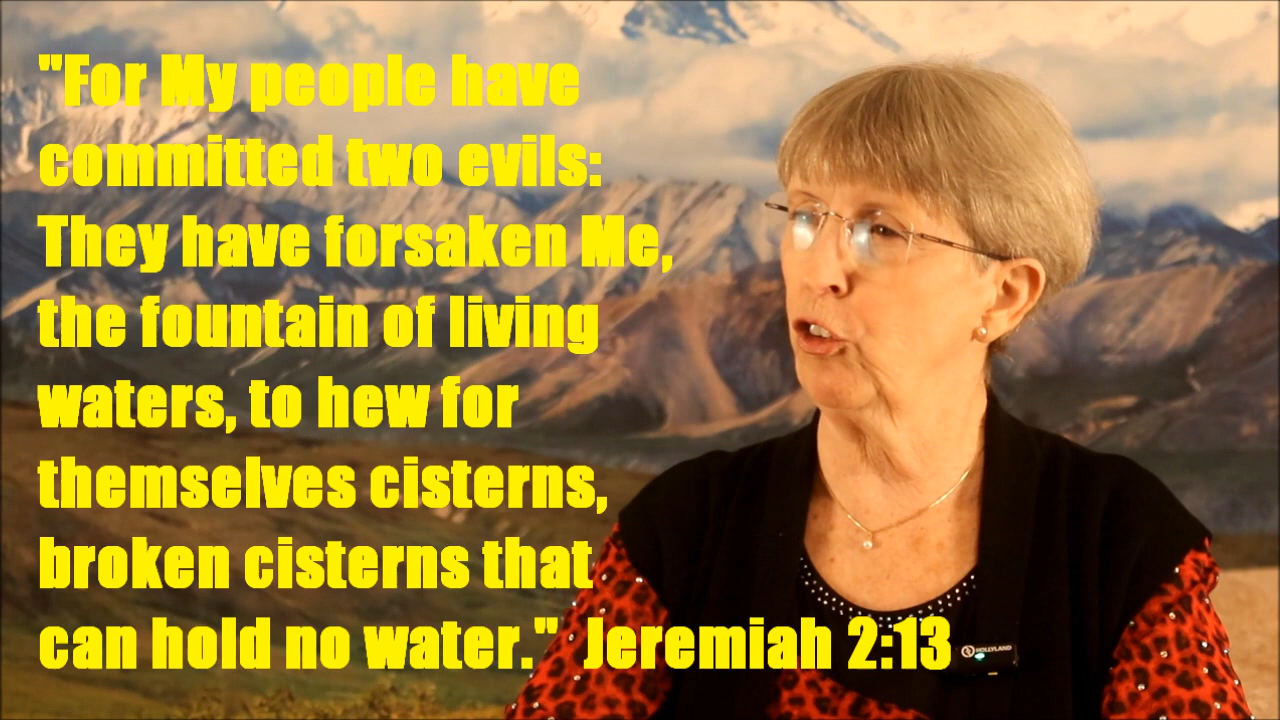 "For My people have
committed two evils:
They have forsaken Me,
the fountain of living
waters, to hew for
themselves cisterns,
broken cisterns that
can hold no water." Jeremiah 2:13
HOLLYLAND